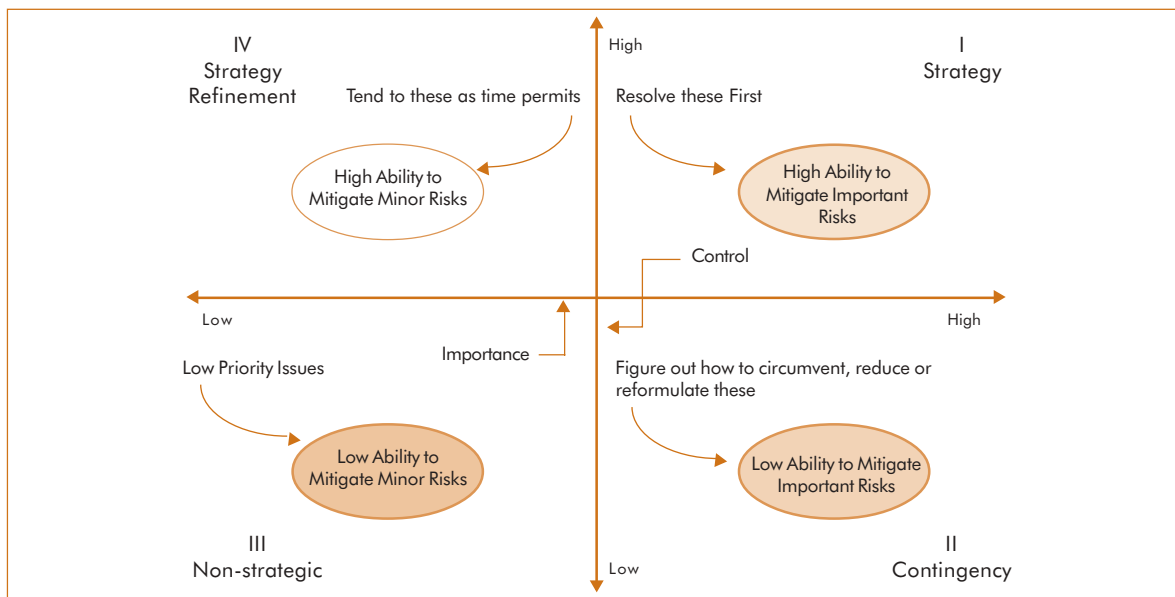 IV
Strategy
Refinement
High
I
Strategy
Tend to these as time permits
Resolve these First
High Ability to
Mitigate Minor Risks
High Ability to
Mitigate Important
Risks
Control
Low
High
Importance
Low Priority Issues
Figure out how to circumvent, reduce or
reformulate these
Low Ability to
Mitigate Minor Risks
Low Ability to Mitigate
Important Risks
III
Non-strategic
Low
II
Contingency